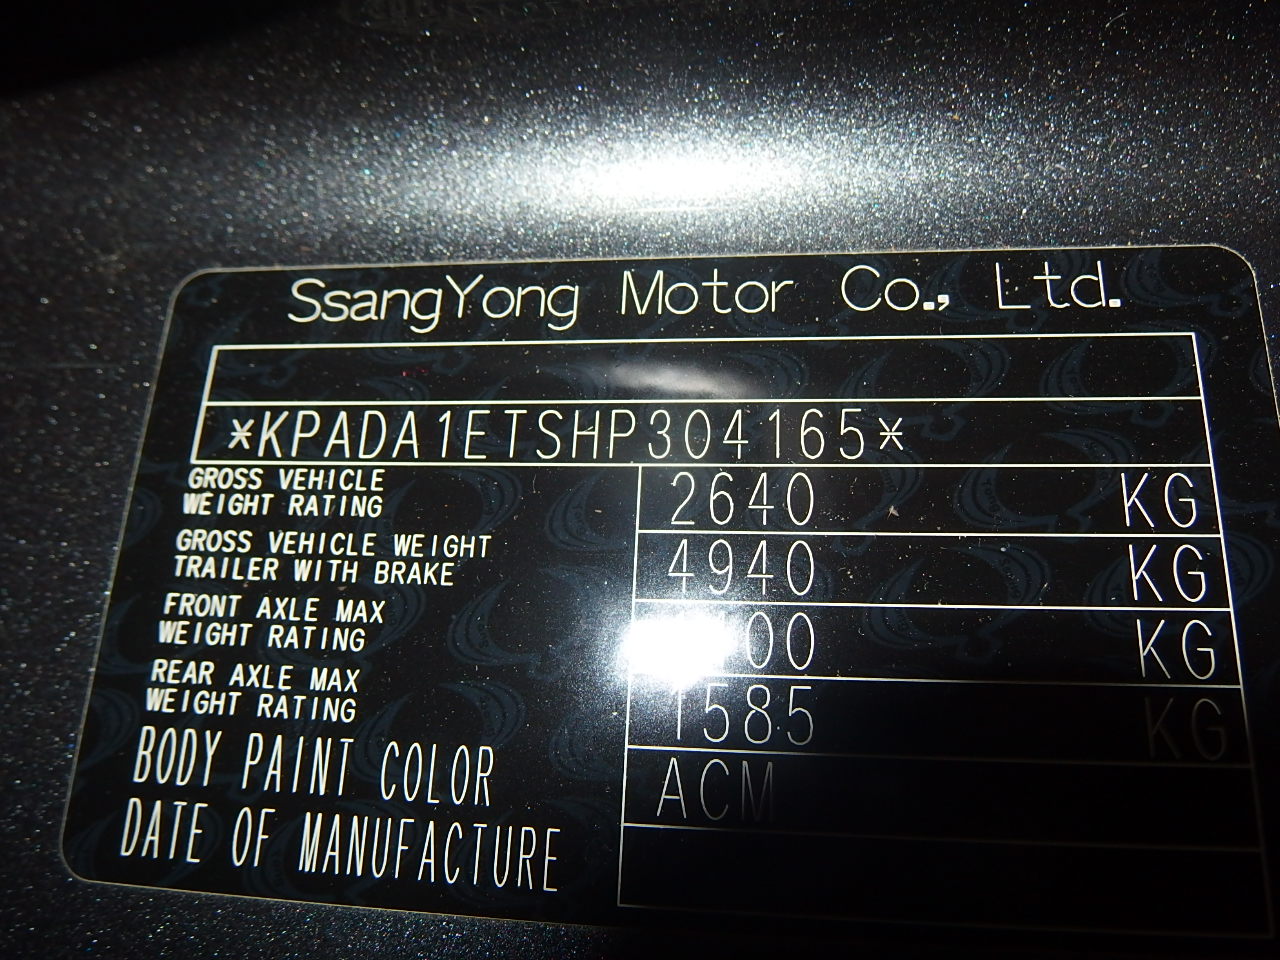 SsangYong Motor Co., Ltd.
*KPADA1ETSHP304165*
GROSS VEHICLE
WEIGHT RATING
2640 KG
GROSS VEHICLE WEIGHT
TRAILER WITH BRAKE
4940 KG
FRONT AXLE MAX
WEIGHT RATING
KG
REAR AXLE MAX
WEIGHT RATING
1585 KG
BODY PAINT COLOR
ACM
DATE OF MANUFACTURE